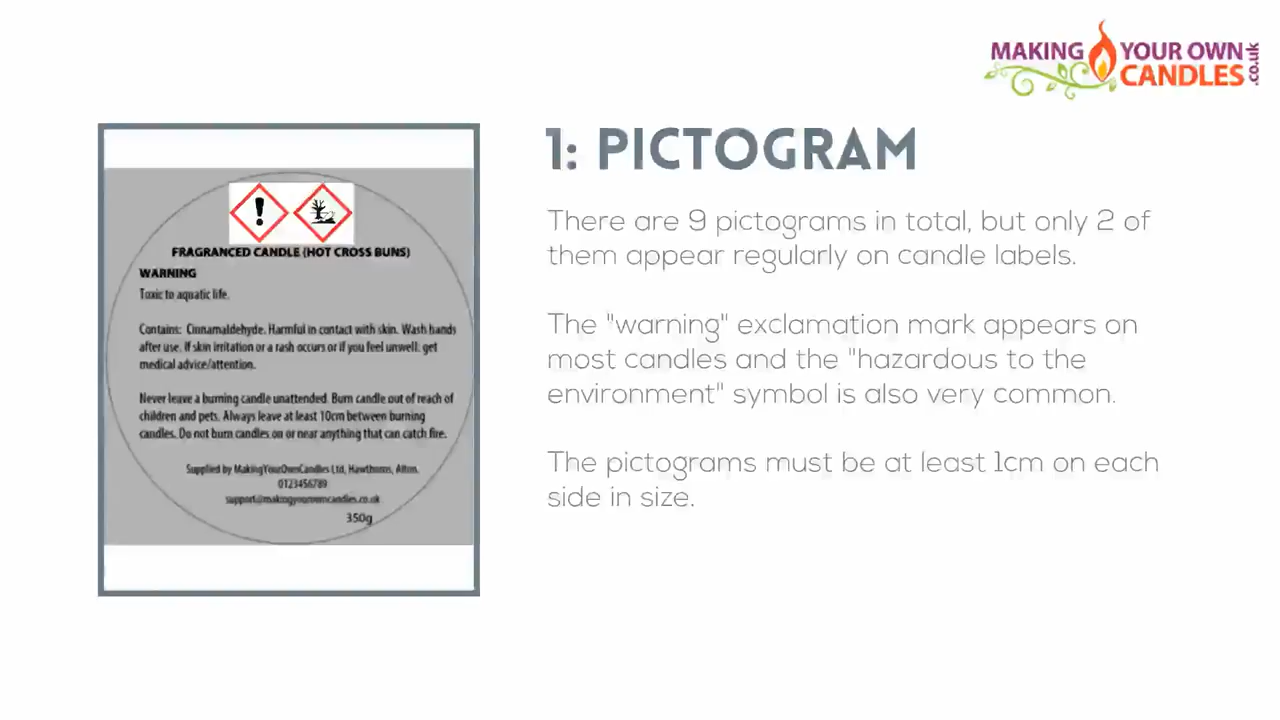 MAKING YOUR OWN
CANDLES .co.uk
1: PICTOGRAM
There are 9 pictograms in total, but only 2 of
them appear regularly on candle labels.
The "warning" exclamation mark appears on
most candles and the "hazardous to the
environment" symbol is also very common.
The pictograms must be at least 1cm on each
side in size.
FRAGRANCED CANDLE (HOT CROSS BUNS)
WARNING
Toxic to aquatic life.
Contains: Cinnamaldehyde. Harmful in contact with skin. Wash hands
after use. If skin irritation or a rash occurs or if you feel unwell: get
medical advice/attention.
Never leave a burning candle unattended. Burn candle out of reach of
children and pets. Always leave at least 10cm between burning
candles. Do not burn candles on or near anything that can catch fire.
Supplied by MakingYourOwnCandles Ltd, Hawthorns, Alton.
0123456789
support@makingyourowncandles.co.uk
350g